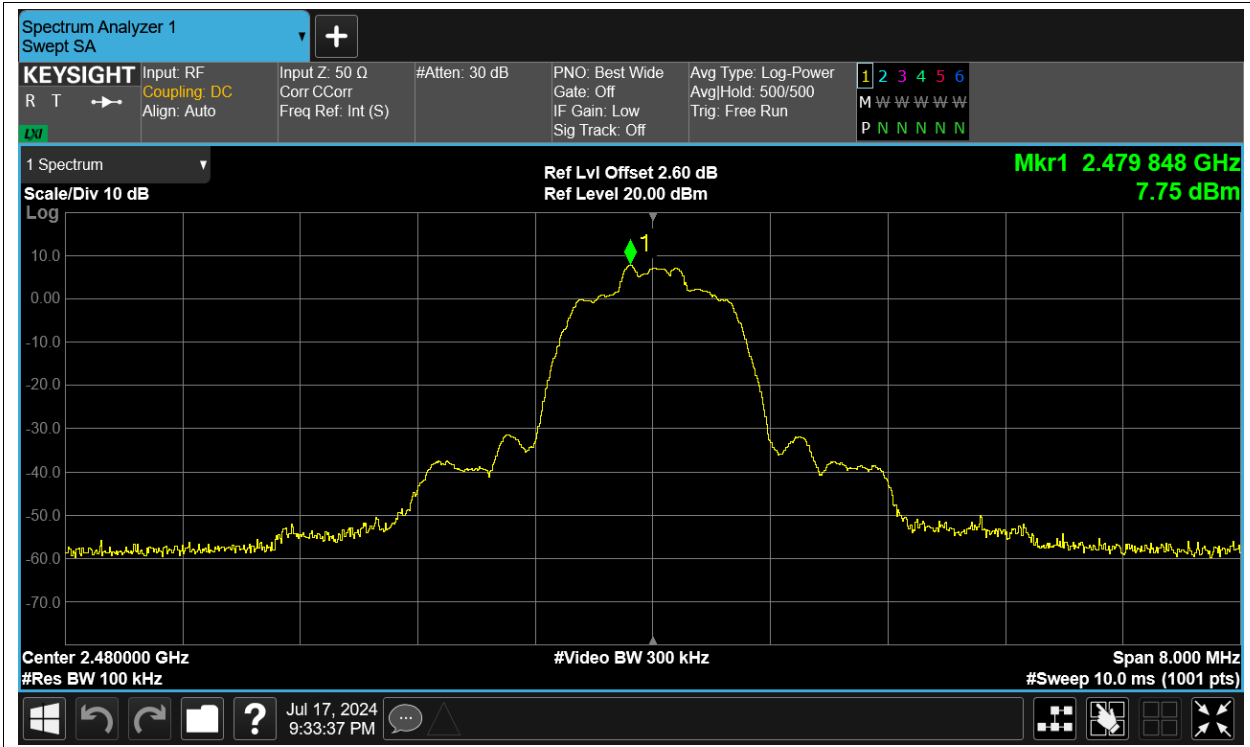 Spectrum Analyzer 1
Swept SA
+
KEYSIGHT
R T
LXI
Input: RF
Coupling: DC
Align: Auto
Input Z: 50 Ω
Corr CCorr
Freq Ref: Int (S)
#Atten: 30 dB
PNO: Best Wide
Gate: Off
IF Gain: Low
Sig Track: Off
Avg Type: Log-Power
Avg|Hold: 500/500
Trig: Free Run
1 2 3 4 5 6
M W W W W W
P N N N N N
1 Spectrum
Scale/Div 10 dB
Log
Ref Lvl Offset 2.60 dB
Ref Level 20.00 dBm
Mkr1 2.479 848 GHz
7.75 dBm
1
10.0
0.00
-10.0
-20.0
-30.0
-40.0
-50.0
-60.0
-70.0
Center 2.480000 GHz
#Video BW 300 kHz
Span 8.000 MHz
#Res BW 100 kHz
#Sweep 10.0 ms (1001 pts)
?
Jul 17, 2024
9:33:37 PM